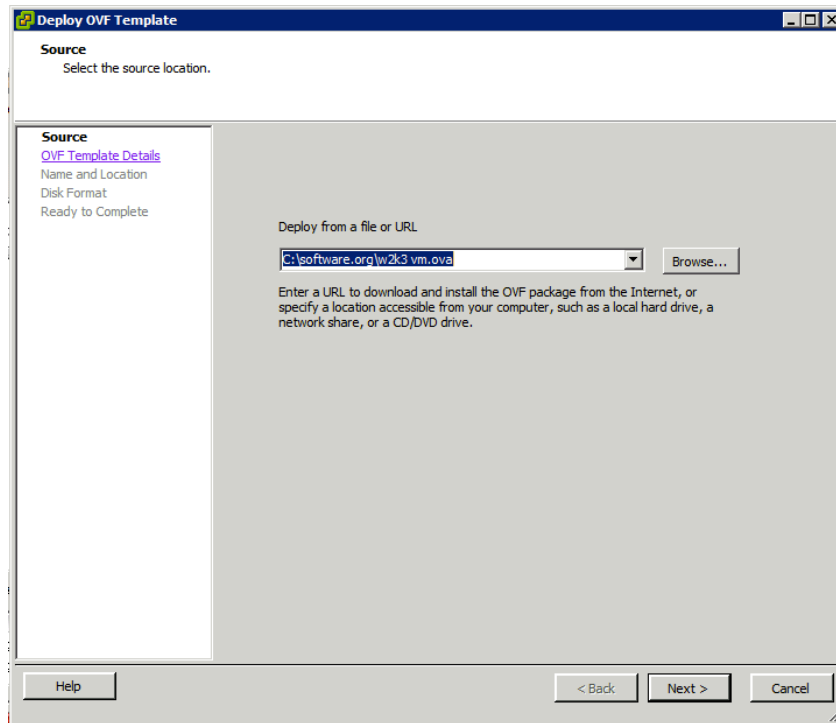 Deploy OVF Template
Source
Select the source location.
Source
OVF Template Details
Name and Location
Disk Format
Ready to Complete
Deploy from a file or URL
C:\software.org\w2k3 vm.ova
Browse...
Enter a URL to download and install the OVF package from the Internet, or
specify a location accessible from your computer, such as a local hard drive, a
network share, or a CD/DVD drive.
Help
< Back
Next >
Cancel